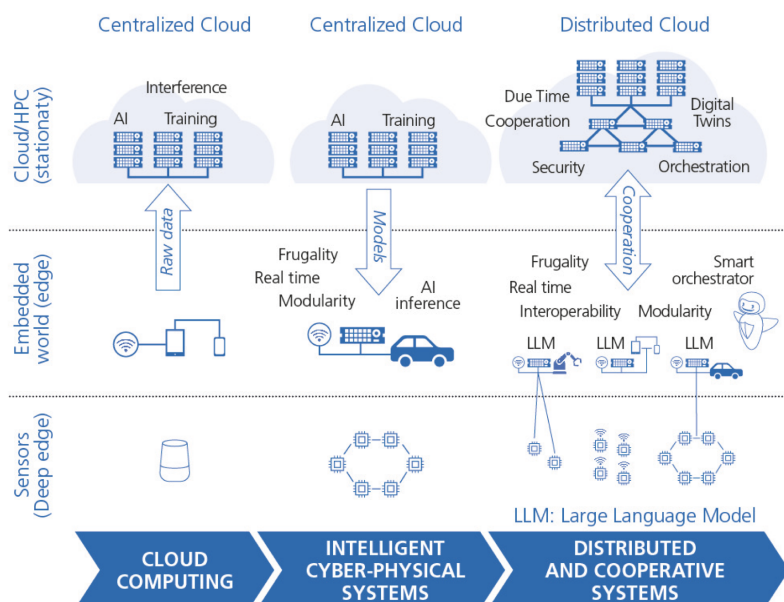 Centralized Cloud
Centralized Cloud
Distributed Cloud
Cloud/HPC
(stationaty)
Interference
AI
Training
AI
Training
Due Time
Cooperation
Digital
Twins
Security
Orchestration
Raw data
Models
Cooperation
Embedded
world (edge)
Frugality
Real time
Modularity
AI
inference
Frugality
Real time
Interoperability
Modularity
Smart
orchestrator
LLM
LLM
LLM
Sensors
(Deep edge)
LLM: Large Language Model
CLOUD
COMPUTING
INTELLIGENT
CYBER-PHYSICAL
SYSTEMS
DISTRIBUTED
AND COOPERATIVE
SYSTEMS